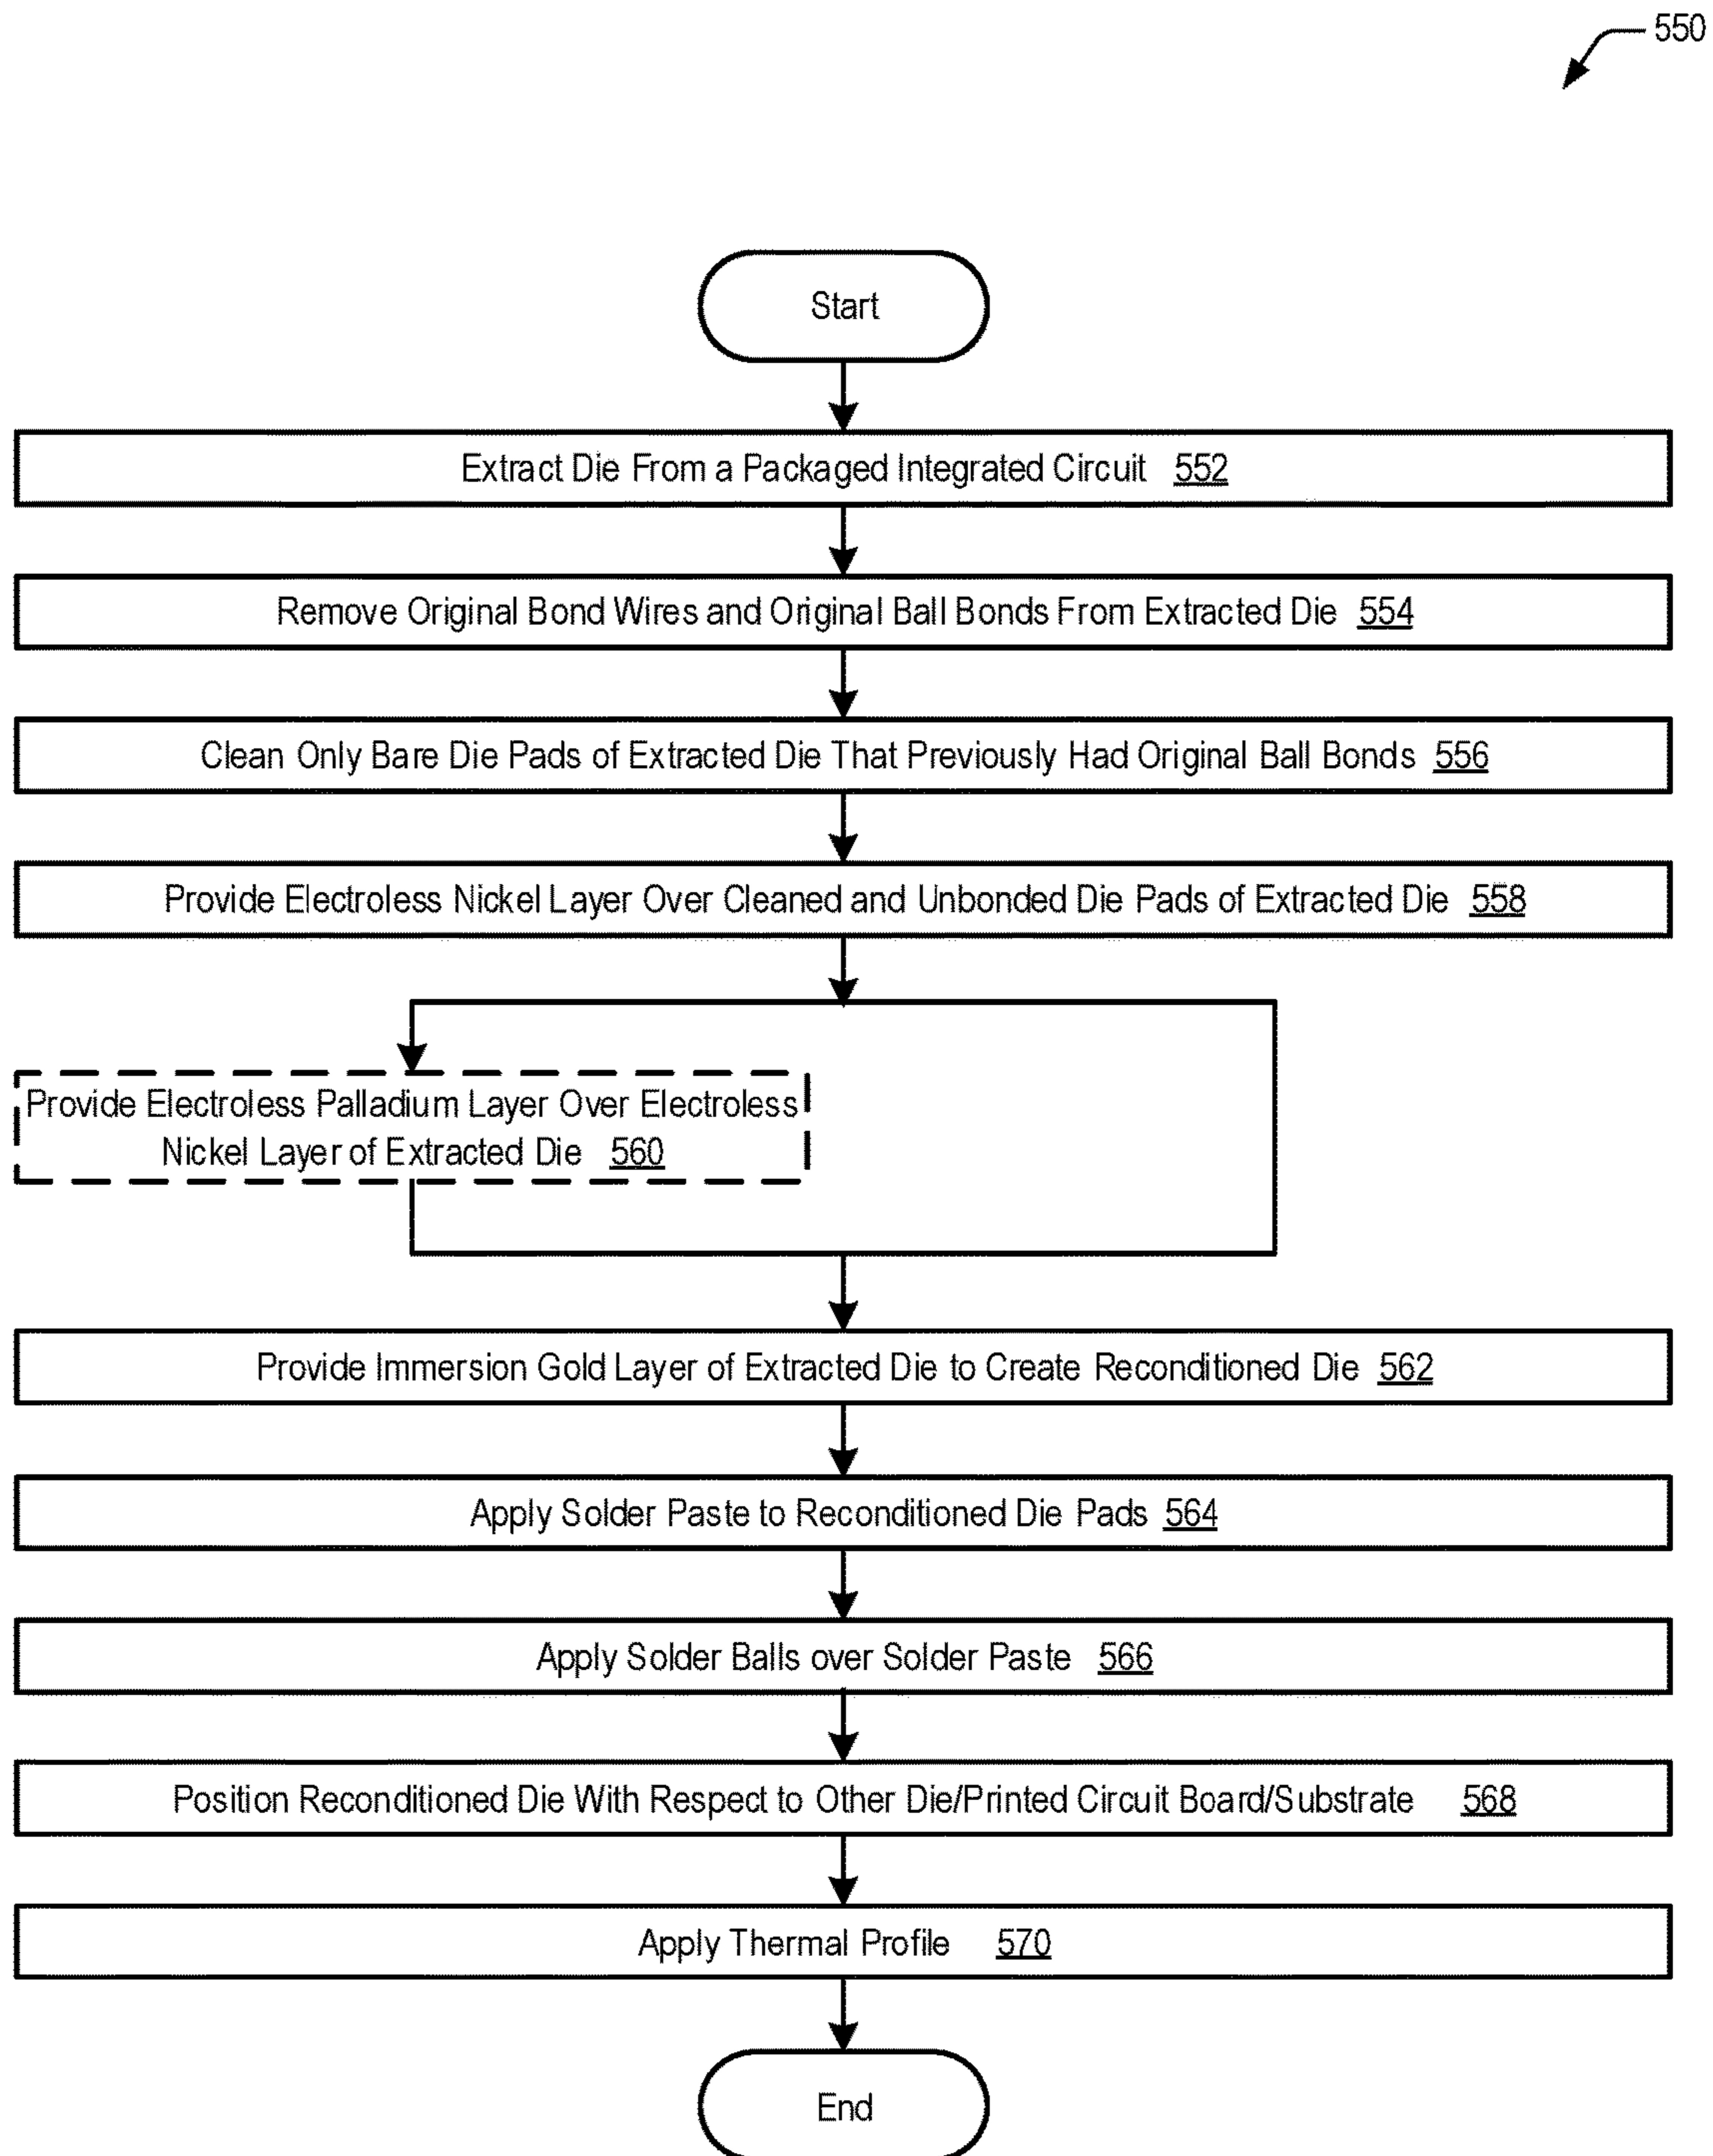 550
Start
Extract Die From a Packaged Integrated Circuit 552
Remove Original Bond Wires and Original Ball Bonds From Extracted Die 554
Clean Only Bare Die Pads of Extracted Die That Previously Had Original Ball Bonds 556
Provide Electroless Nickel Layer Over Cleaned and Unbonded Die Pads of Extracted Die 558
Provide Electroless Palladium Layer Over Electroless
Nickel Layer of Extracted Die 560
Provide Immersion Gold Layer of Extracted Die to Create Reconditioned Die 562
Apply Solder Paste to Reconditioned Die Pads 564
Apply Solder Balls over Solder Paste 566
Position Reconditioned Die With Respect to Other Die/Printed Circuit Board/Substrate 568
Apply Thermal Profile 570
End